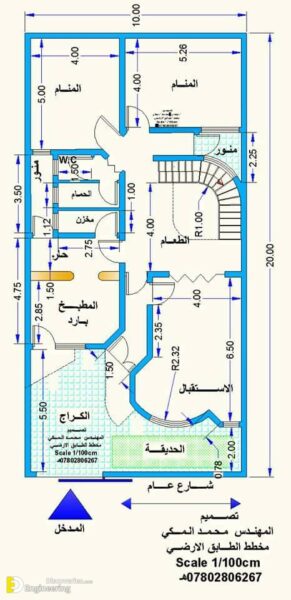 10.00
5.26
4.00
المنام
المنام
5.00
منور
2.25
W.C
1.50
منور
3.50
الحمام
مخزن
1.00
1.12
R1.00
4.00
الطعام
20.00
2.75
4.75
1.50
المطبخ
بارد
2.85
4.00
2.35
6.50
R2.32
1.50
الاستقبال
5.50
الكراج
المهندس محمد المكي
مخطط الطابق الارضي
Scale 1/100cm
07802806267
الحديقة
0.78
2.00
شارع عام
المدخل
تصميم
المهندس محمد المكي
مخطط الطابق الارضي
Scale 1/100cm
07802806267
Discoveries
Engineering